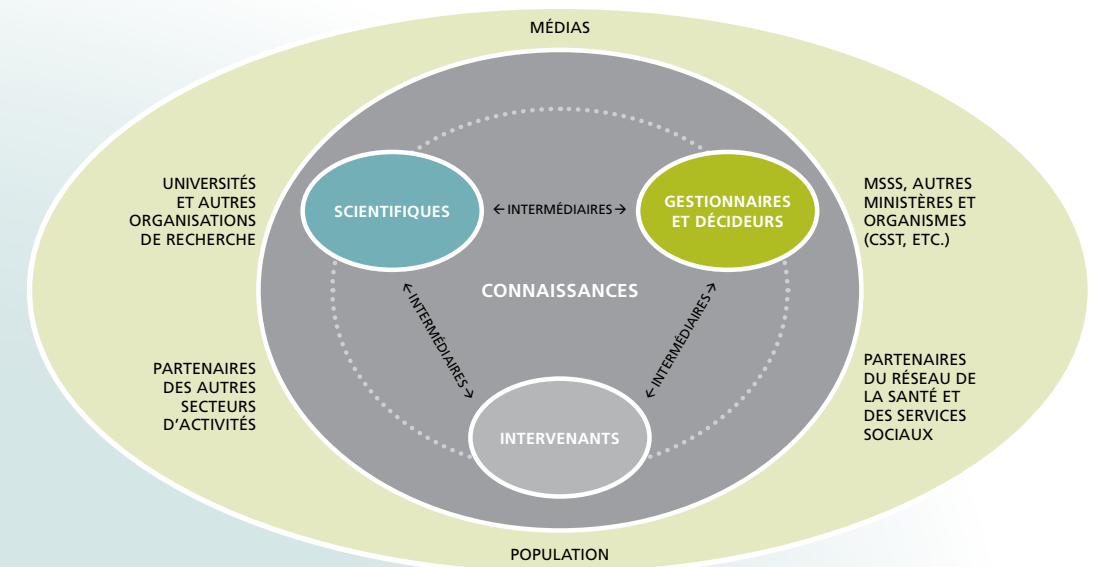 MÉDIAS
UNIVERSITÉS
ET AUTRES
ORGANISATIONS
DE RECHERCHE
SCIENTIFIQUES
←INTERMÉDIAIRES→
GESTIONNAIRES
ET DÉCIDEURS
MSSS, AUTRES
MINISTÈRES ET
ORGANISMES
(CSST, ETC.)
CONNAISSANCES
←INTERMÉDIAIRES→
←INTERMÉDIAIRES→
PARTENAIRES
DES AUTRES
SECTEURS
D’ACTIVITÉS
INTERVENANTS
PARTENAIRES
DU RÉSEAU DE
LA SANTÉ ET
DES SERVICES
SOCIAUX
POPULATION